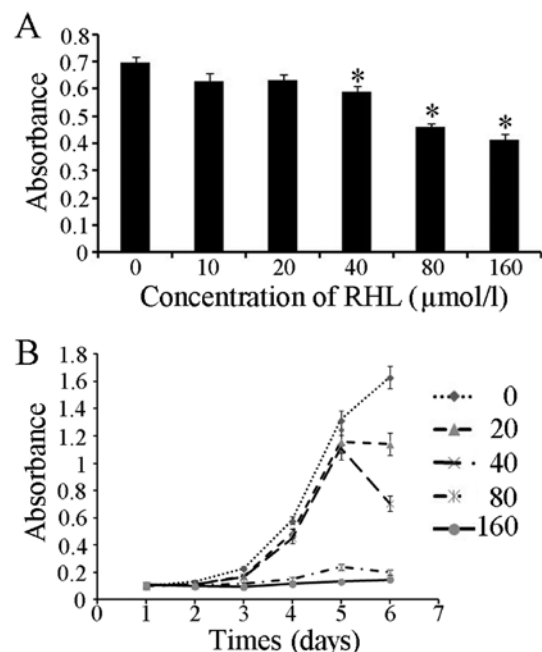 A
Absorbance
0.8
0.7
0.6
0.5
0.4
0.3
0.2
0.1
0
* * *
0 10 20 40 80 160
Concentration of RHL (µmol/l)
B
Absorbance
1.8
1.6
1.4
1.2
1
0.8
0.6
0.4
0.2
0
0 1 2 3 4 5 6 7
Times (days)
0
20
40
80
160